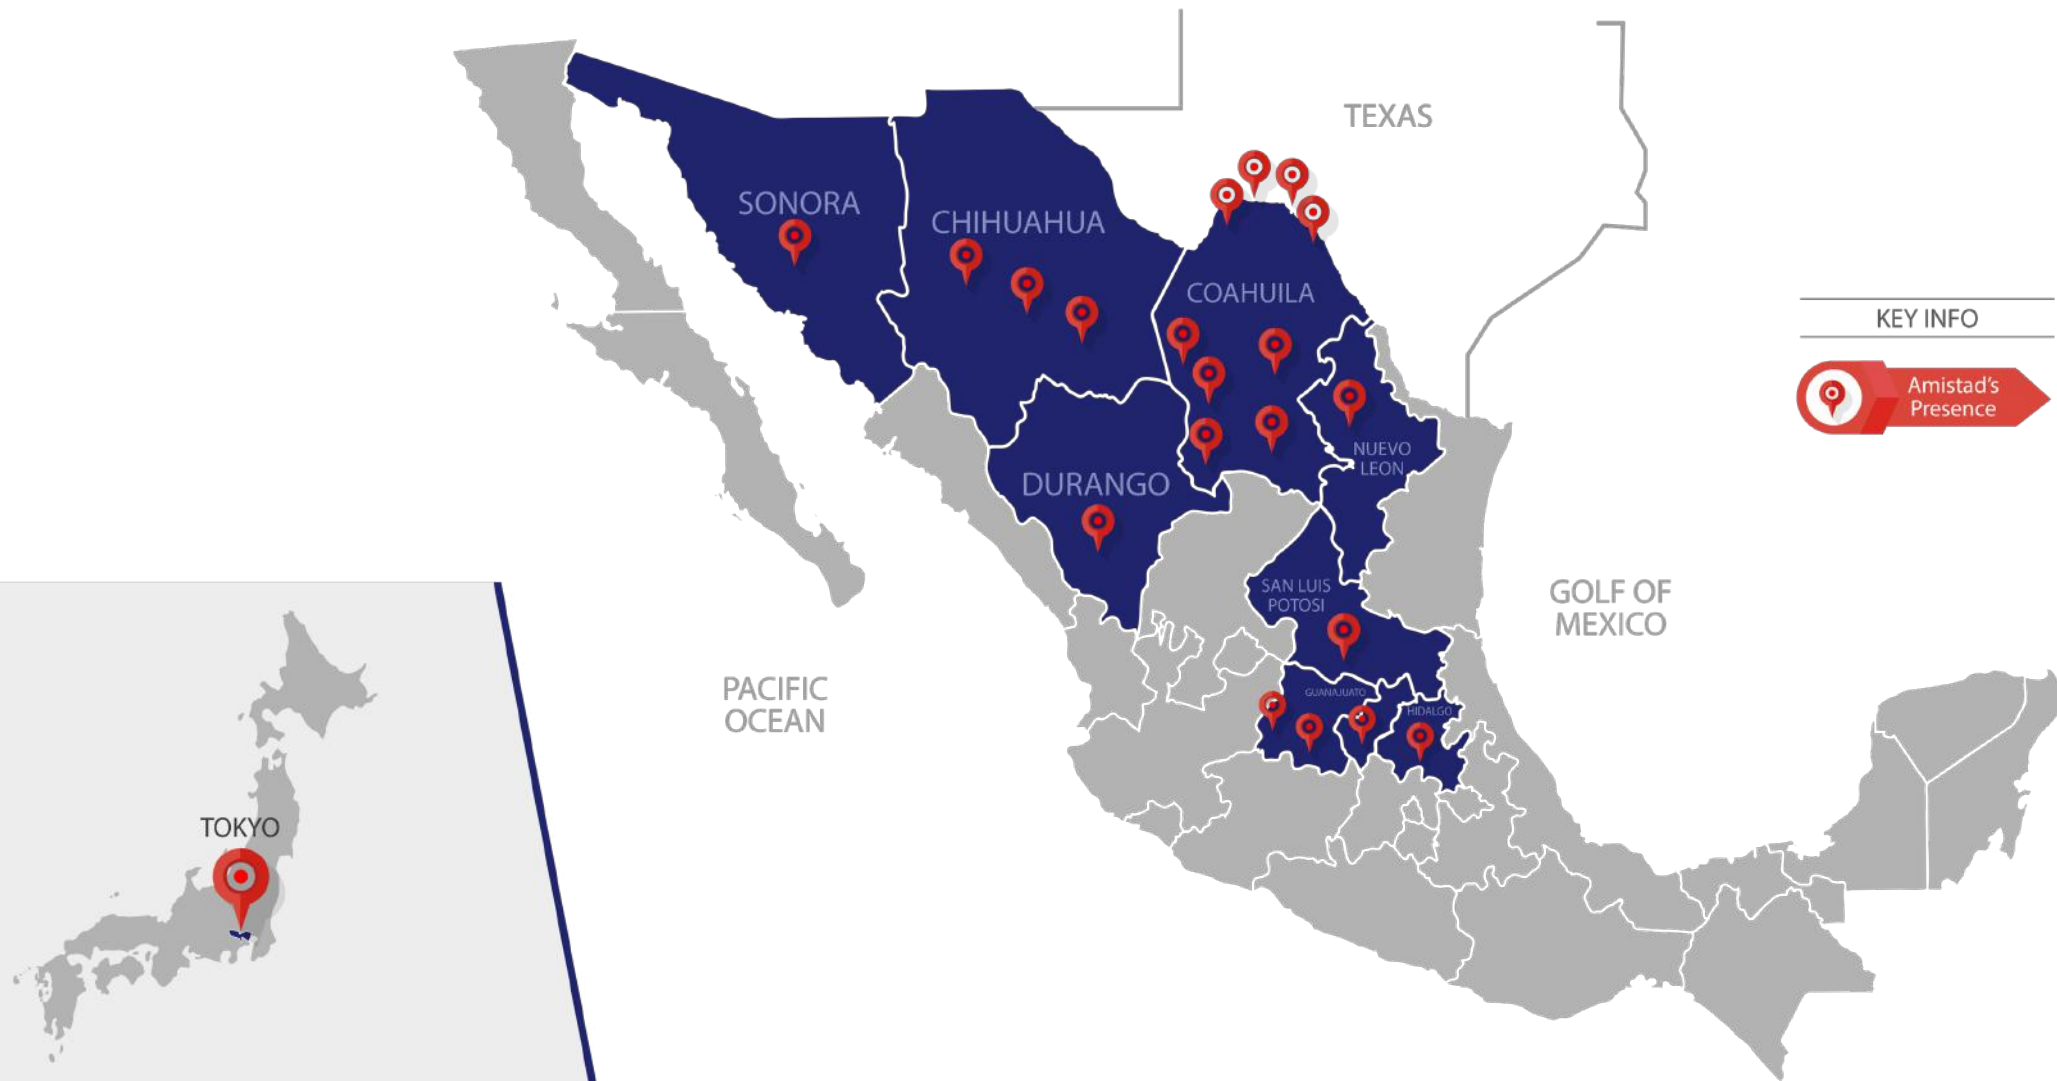 TEXAS
SONORA
CHIHUAHUA
COAHUILA
KEY INFO
Amistad's
Presence
NUEVO
LEON
DURANGO
SAN LUIS
POTOSI
GOLF OF
MEXICO
PACIFIC
OCEAN
GUANAJUATO
HIDALGO
TOKYO